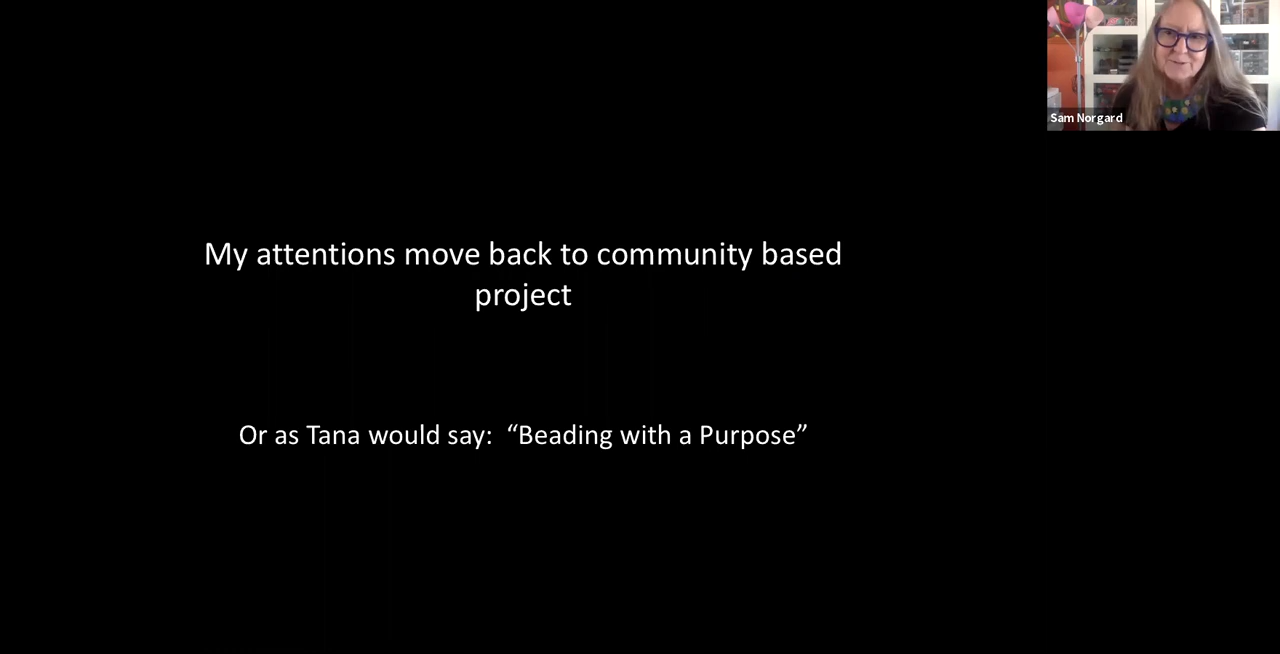 Sam Norgard
My attentions move back to community based
project
Or as Tana would say:  “Beading with a Purpose”